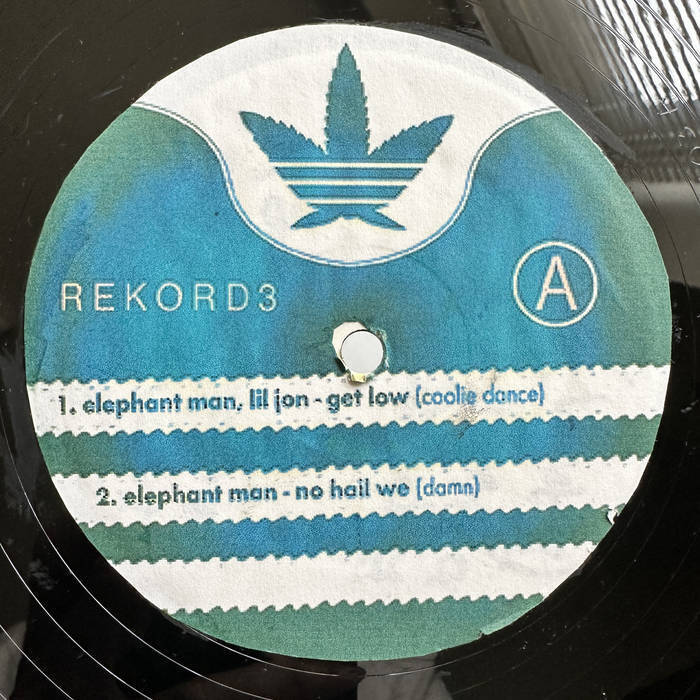 REKORD3
A
1. elephant man, lil jon - get low (coolie dance)
2. elephant man - no hail we (damn)